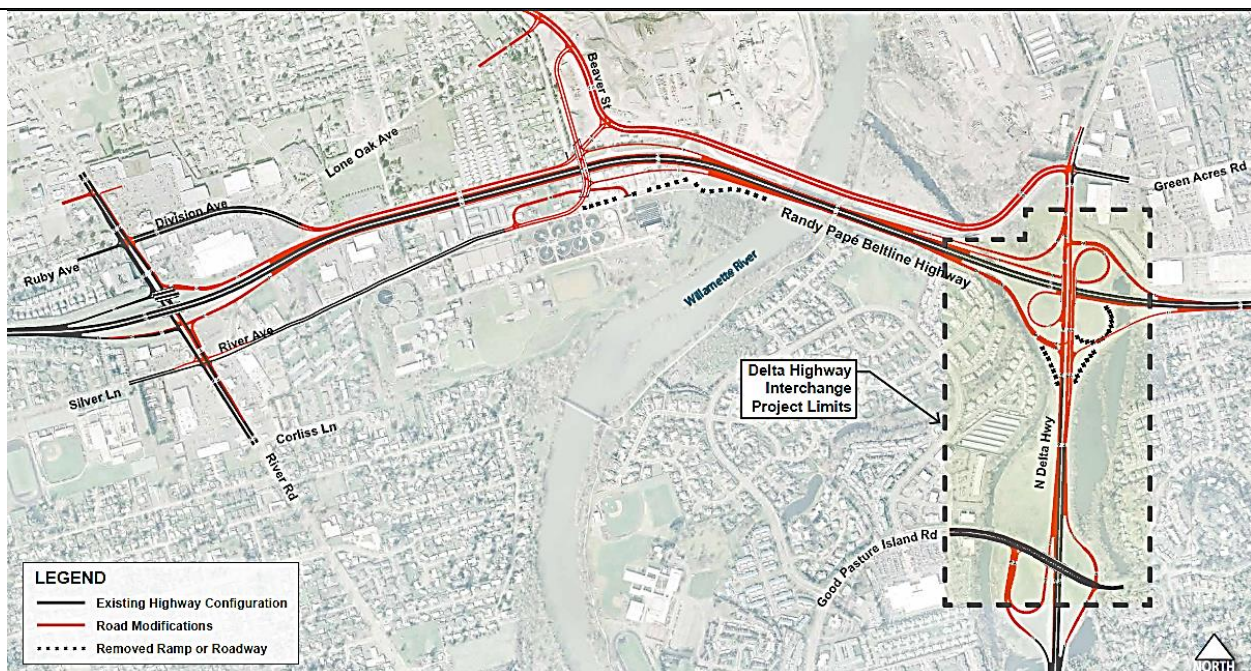 Beaver St
Lone Oak Ave
Division Ave
Green Acres Rd
Ruby Ave
Randy Papé Beltline Highway
Willamette River
River Ave
Silver Ln
Delta Highway
Interchange
Project Limits
Corliss Ln
River Rd
N Delta Hwy
Good Pasture Island Rd
LEGEND
Existing Highway Configuration
Road Modifications
Removed Ramp or Roadway
NORTH